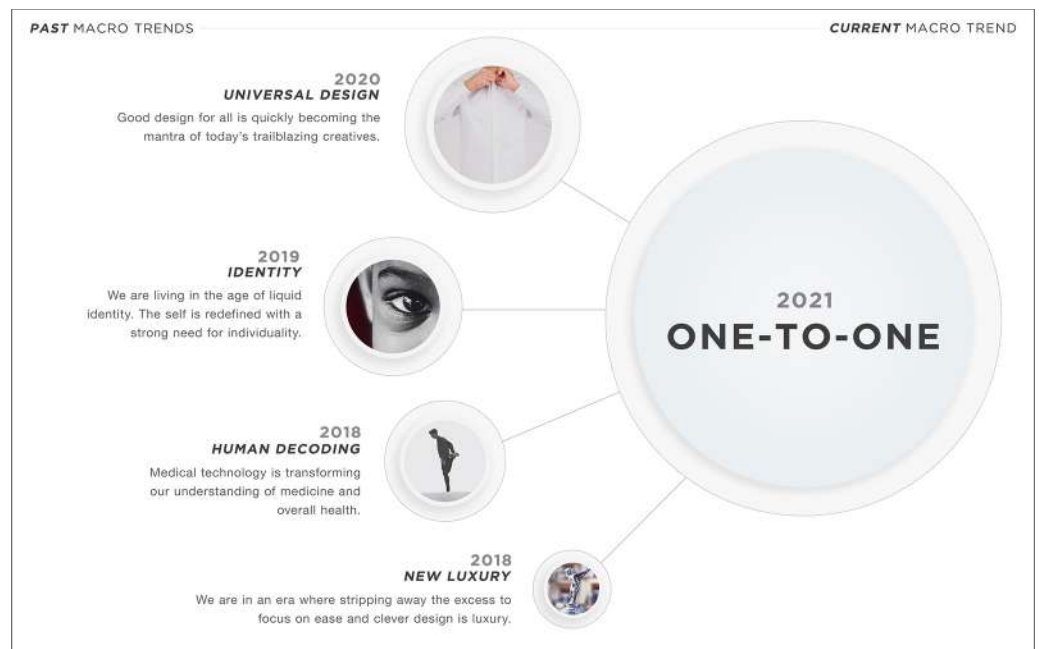 PAST MACRO TRENDS
CURRENT MACRO TREND
2020
UNIVERSAL DESIGN
Good design for all is quickly becoming the
mantra of today's trailblazing creatives.
2019
IDENTITY
We are living in the age of liquid
identity. The self is redefined with a
strong need for individuality.
2018
HUMAN DECODING
Medical technology is transforming
our understanding of medicine and
overall health.
2018
NEW LUXURY
We are in an era where stripping away the excess to
focus on ease and clever design is luxury.
2021
ONE-TO-ONE